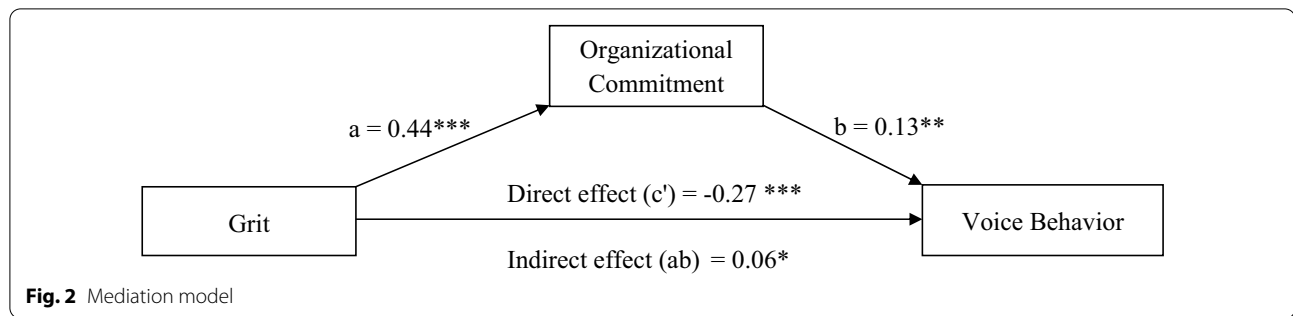 Organizational
Commitment
a = 0.44***
b = 0.13**
Direct effect (c') = -0.27 ***
Grit
Voice Behavior
Indirect effect (ab) = 0.06*
Fig. 2 Mediation model